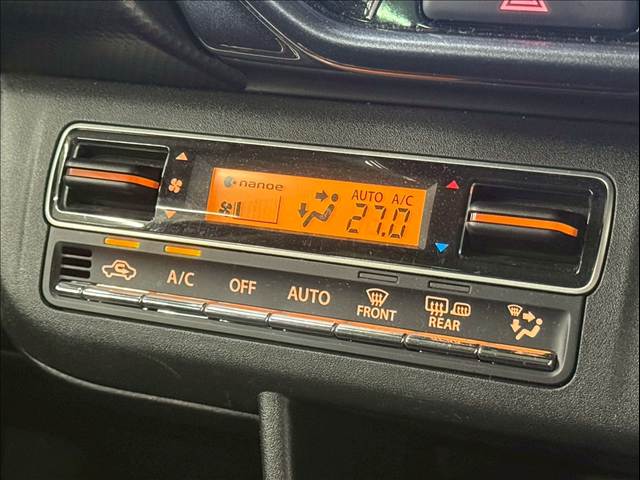 nanoe
AUTO A/C
27.0
A/C
OFF
AUTO
FRONT
REAR